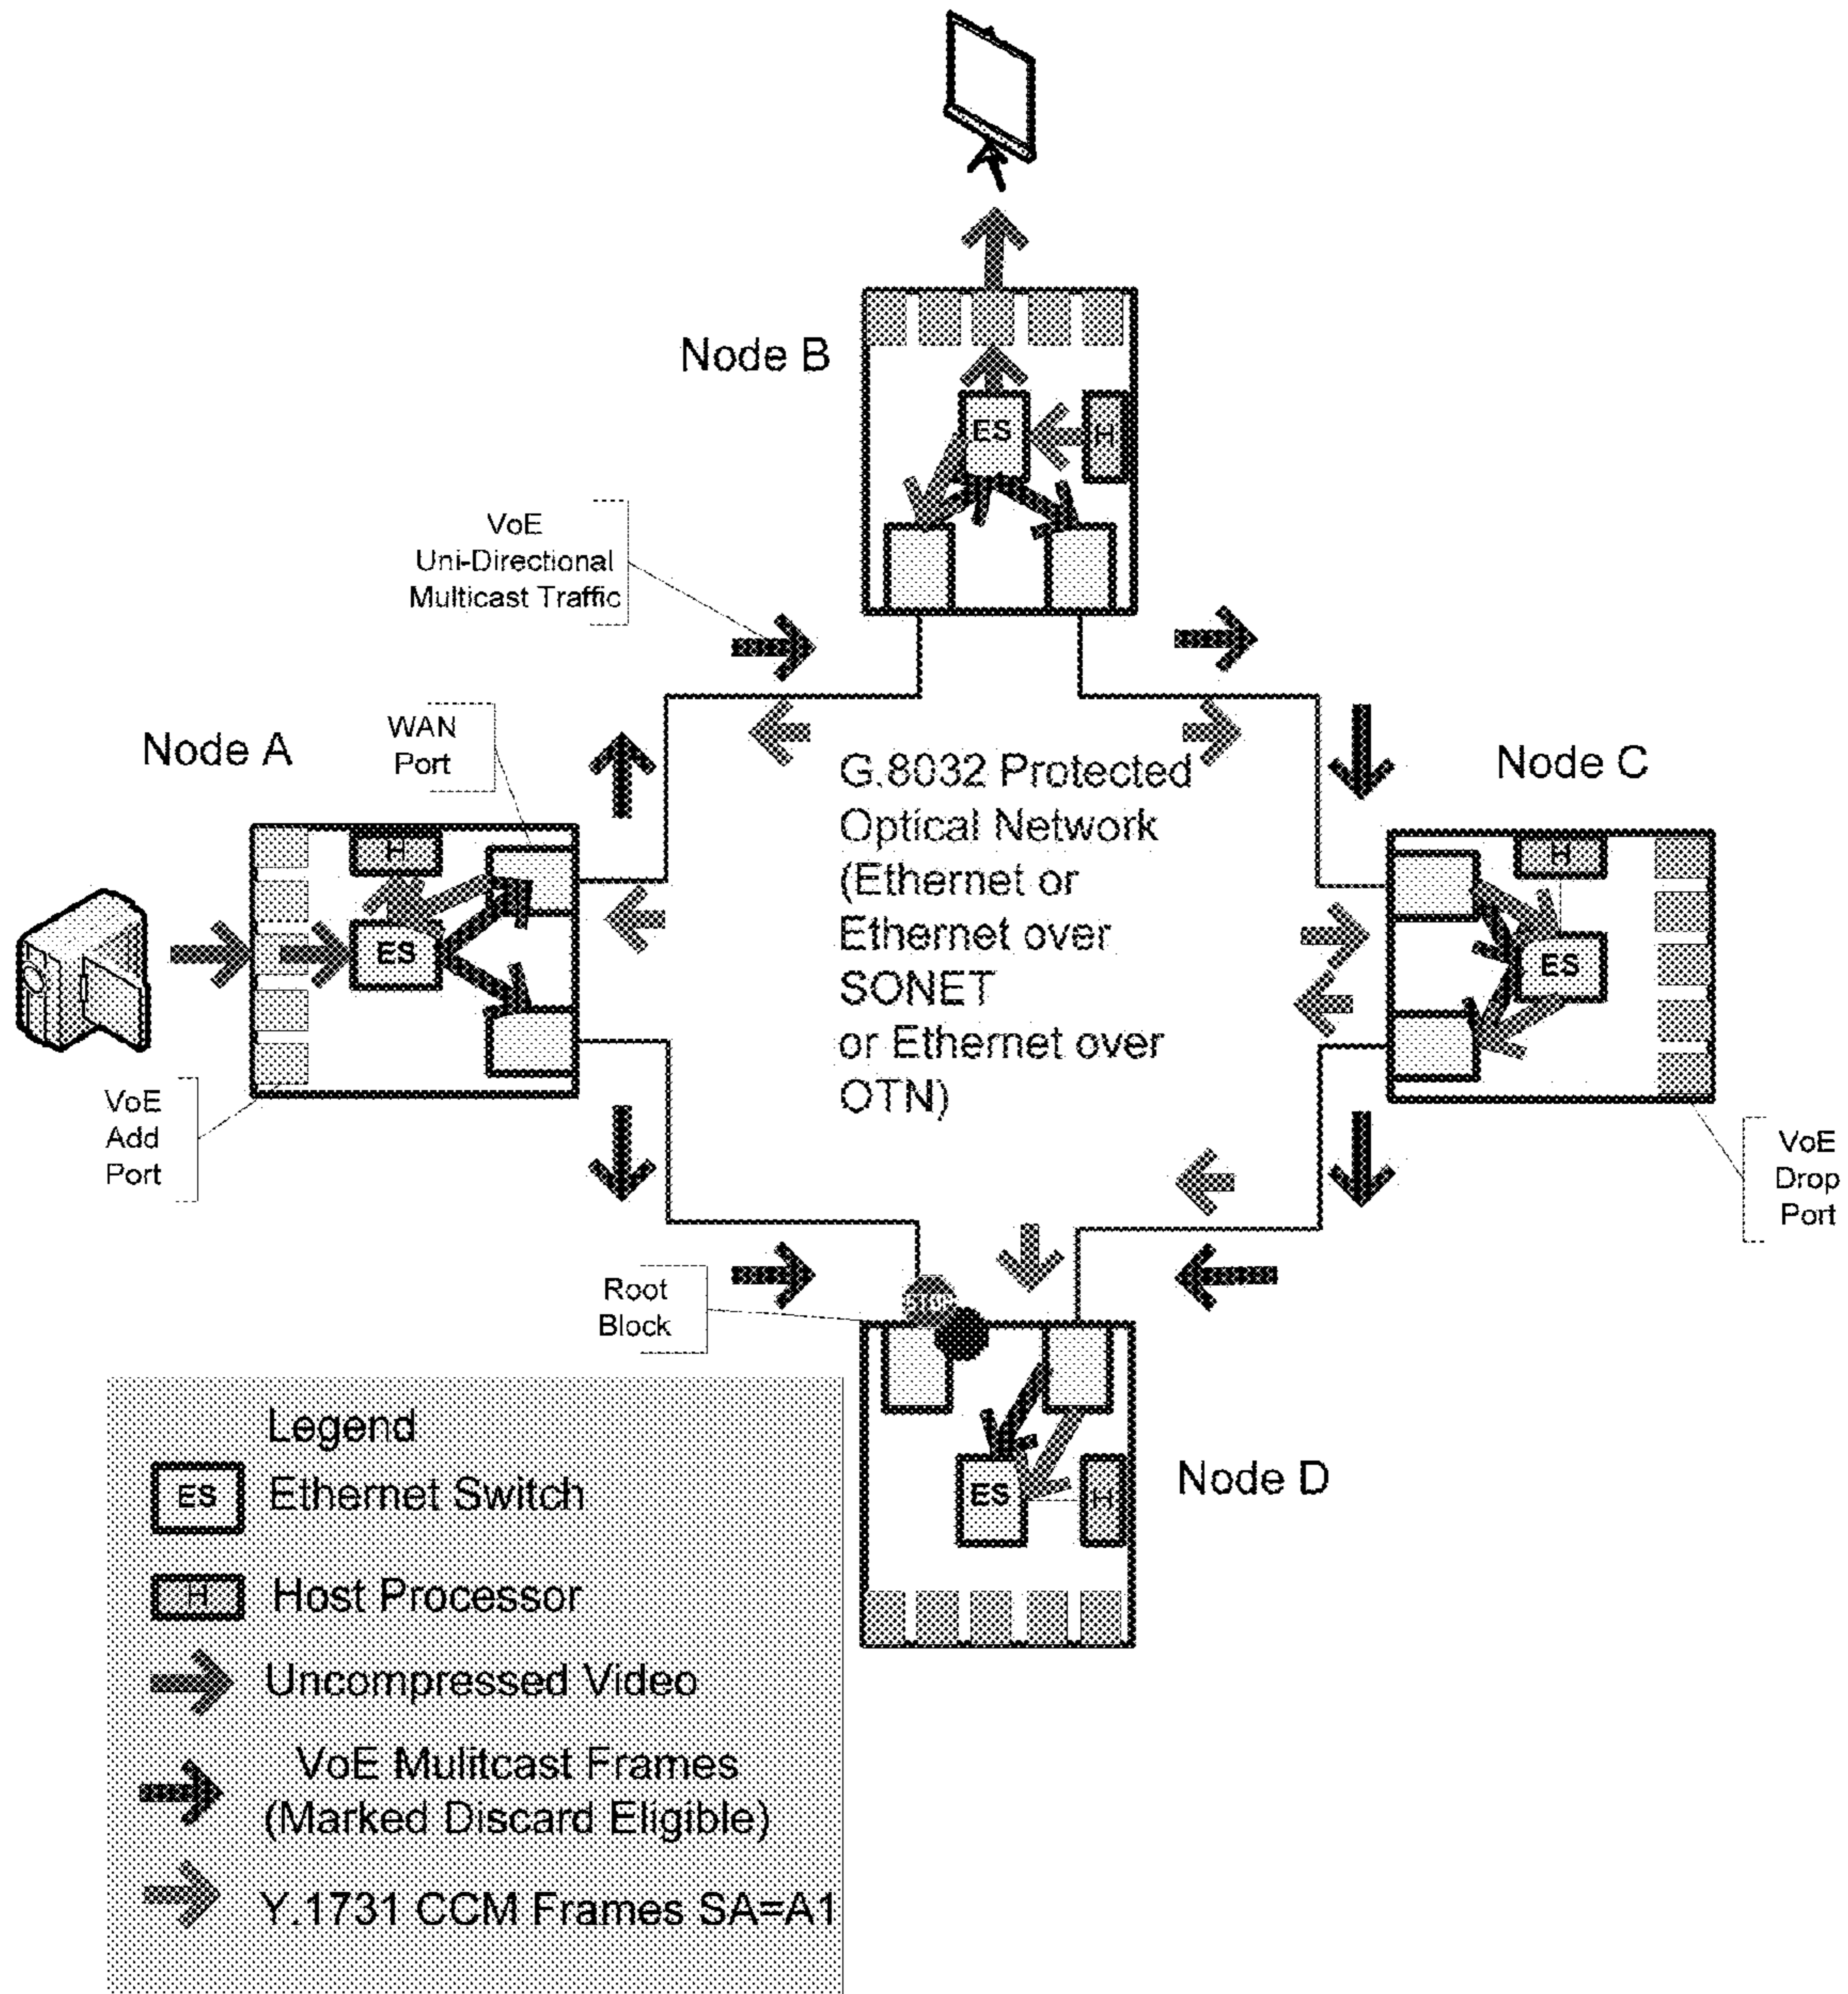 Node B
ES
H
VoE
Uni-Directional
Multicast Traffic
WAN
Port
Node A
Node C
H
ES
H
ES
G.8032 Protected
Optical Network
(Ethernet or
Ethernet over
SONET
or Ethernet over
OTN)
VoE
Add
Port
VoE
Drop
Port
Root
Block
ES
H
Node D
Legend
ES
Ethernet Switch
H
Host Processor
Uncompressed Video
VoE Mulitcast Frames
(Marked Discard Eligible)
Y.1731 CCM Frames SA=A1